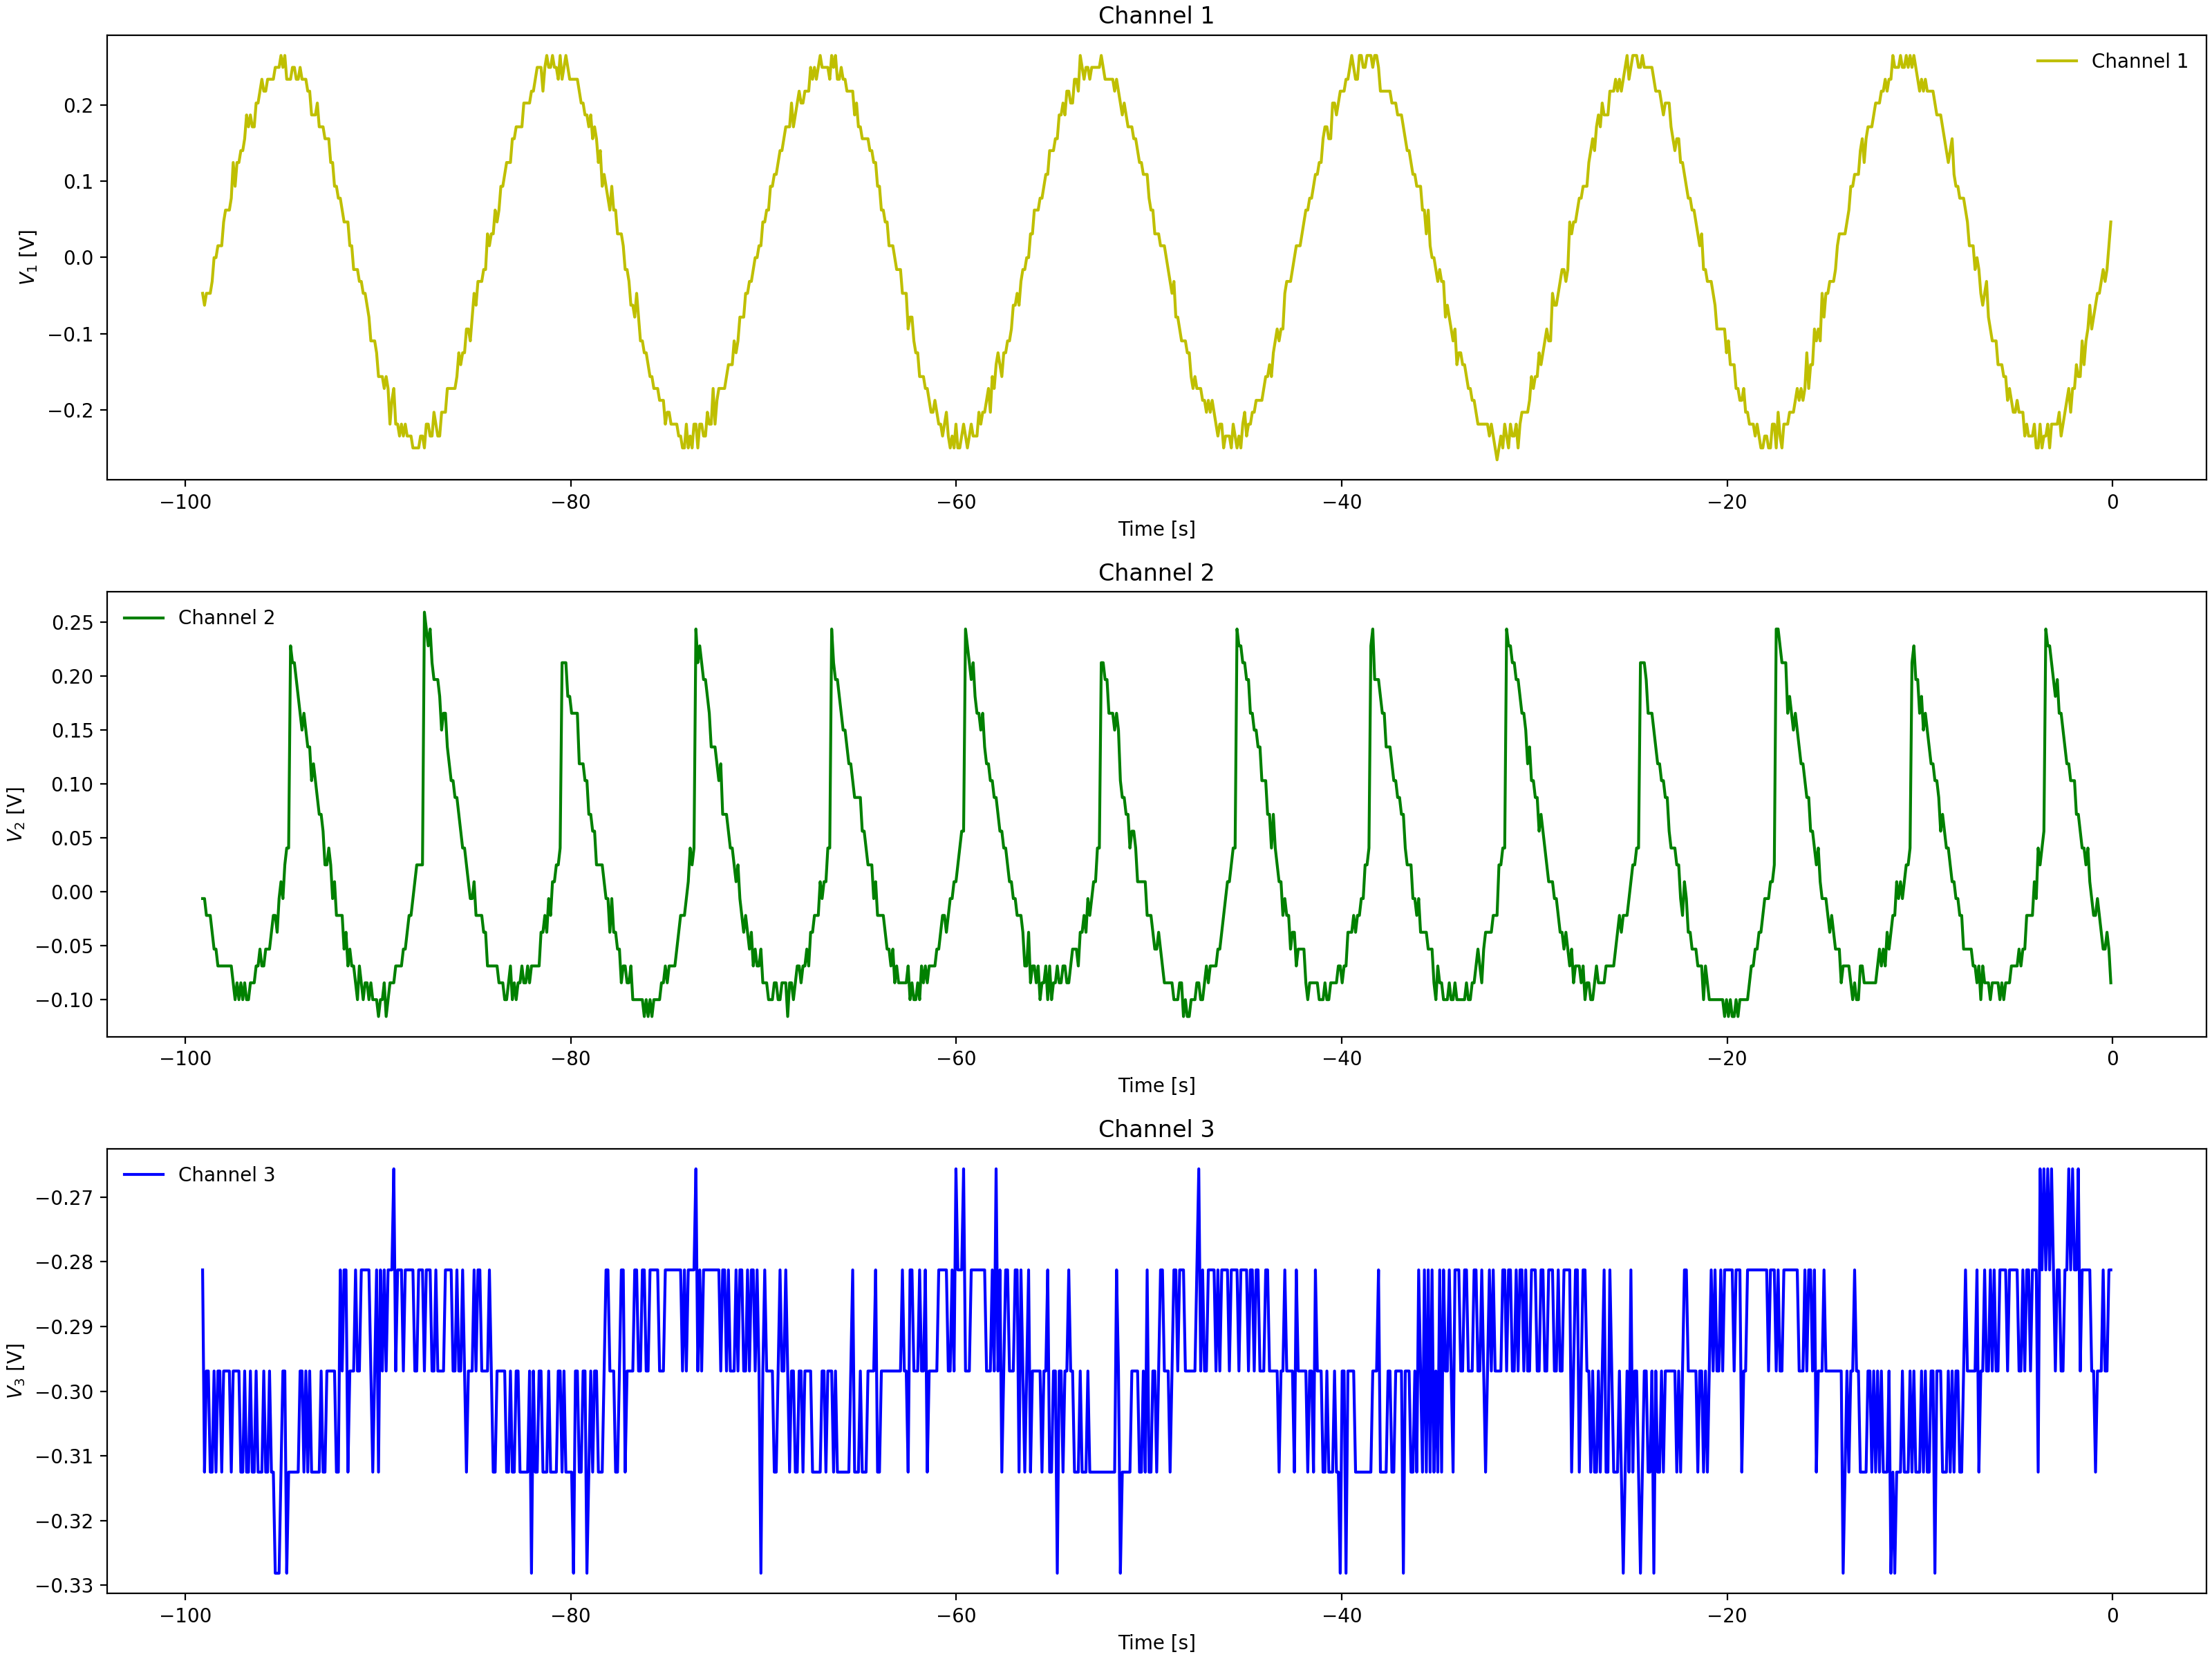 Channel 1
Channel 1
0.2
0.1
0.0
−0.1
−0.2
V1 [V]
−100 −80 −60 −40 −20 0
Time [s]
Channel 2
Channel 2
0.25
0.20
0.15
0.10
0.05
0.00
−0.05
−0.10
V2 [V]
−100 −80 −60 −40 −20 0
Time [s]
Channel 3
Channel 3
−0.27
−0.28
−0.29
−0.30
−0.31
−0.32
−0.33
V3 [V]
−100 −80 −60 −40 −20 0
Time [s]